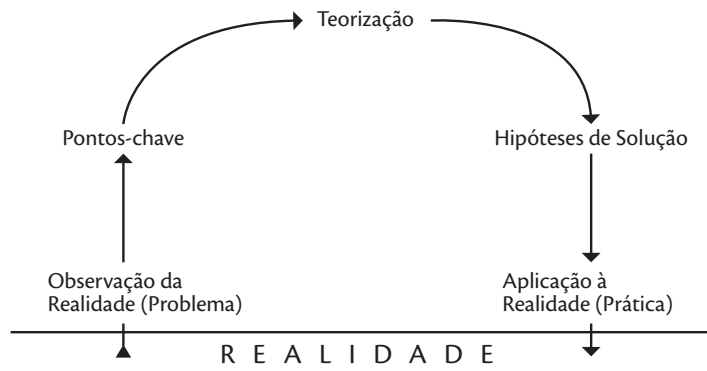 Teorização
Pontos-chave
Hipóteses de Solução
Observação da
Realidade (Problema)
Aplicação à
Realidade (Prática)
R E A L I D A D E